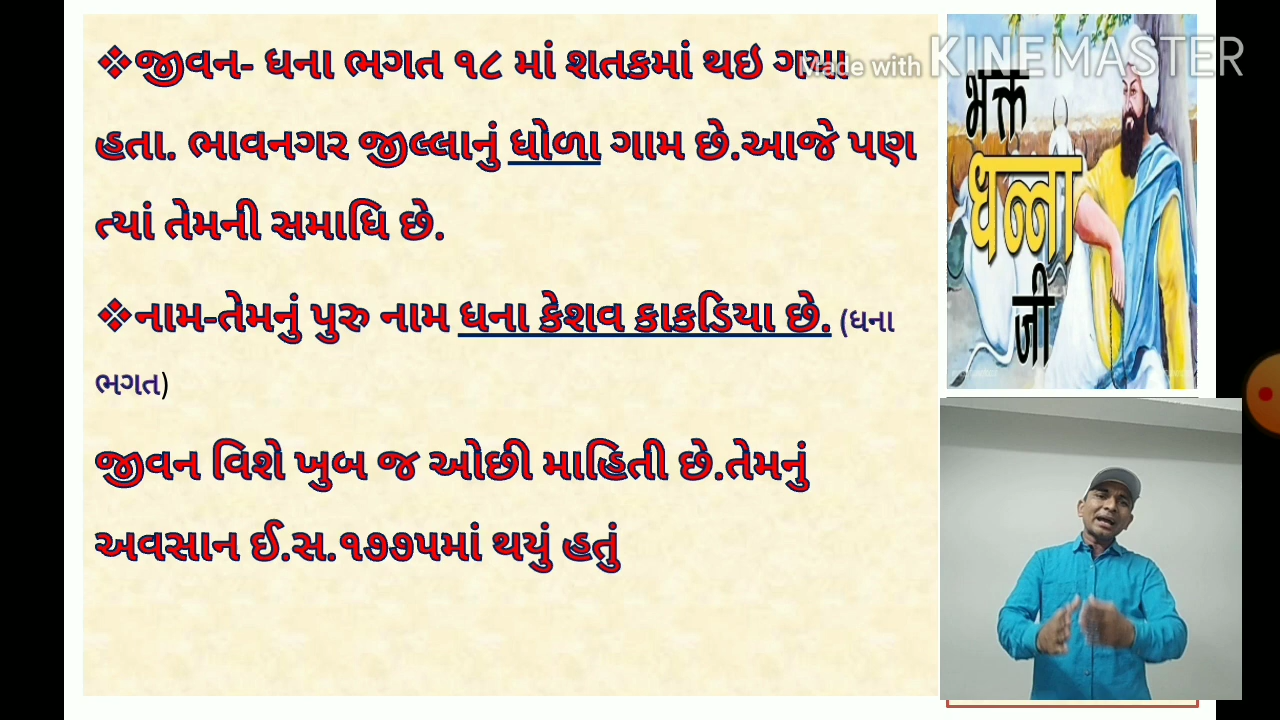 ❖જીવન- ધના ભગત ૧૮ માં શતકમાં થઇ ગયા
Made with KINEMASTER
હતા. ભાવનગર જીલ્લાનું ધોળા ગામ છે.આજે પણ
ત્યાં તેમની સમાધિ છે.
❖નામ-તેમનું પુરુ નામ ધના કેશવ કાકડિયા છે. (ધના
ભગત)
જીવન વિશે ખુબ જ ઓછી માહિતી છે.તેમનું
અવસાન ઈ.સ.૧૭૭૫માં થયું હતું
भक्त
धन्ना
जी